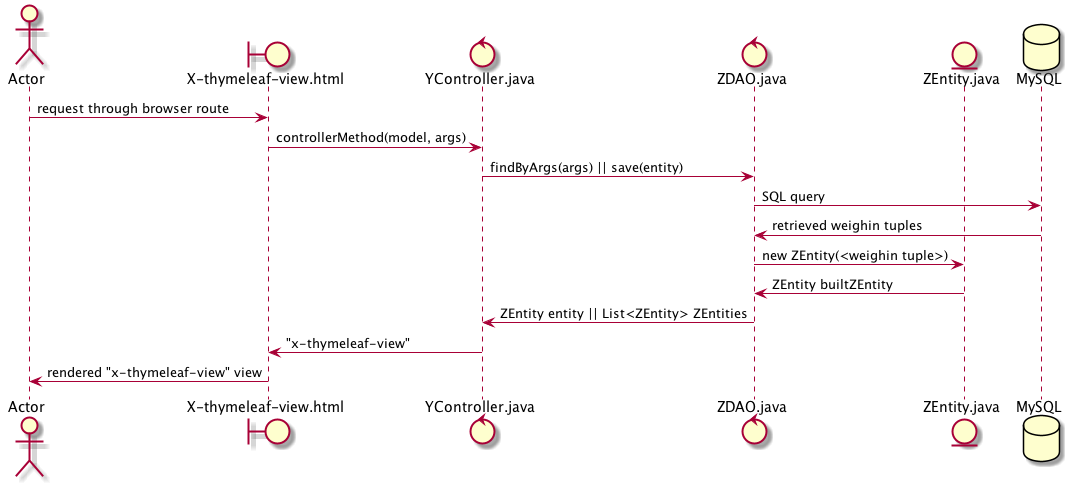 Actor
X-thymeleaf-view.html
YController.java
ZDAO.java
ZEntity.java
MySQL
request through browser route
controllerMethod(model, args)
findByArgs(args) || save(entity)
SQL query
retrieved weighin tuples
new ZEntity(<weighin tuple>)
ZEntity builtZEntity
ZEntity entity || List<ZEntity> ZEntities
"x-thymeleaf-view"
rendered "x-thymeleaf-view" view
Actor
X-thymeleaf-view.html
YController.java
ZDAO.java
ZEntity.java
MySQL